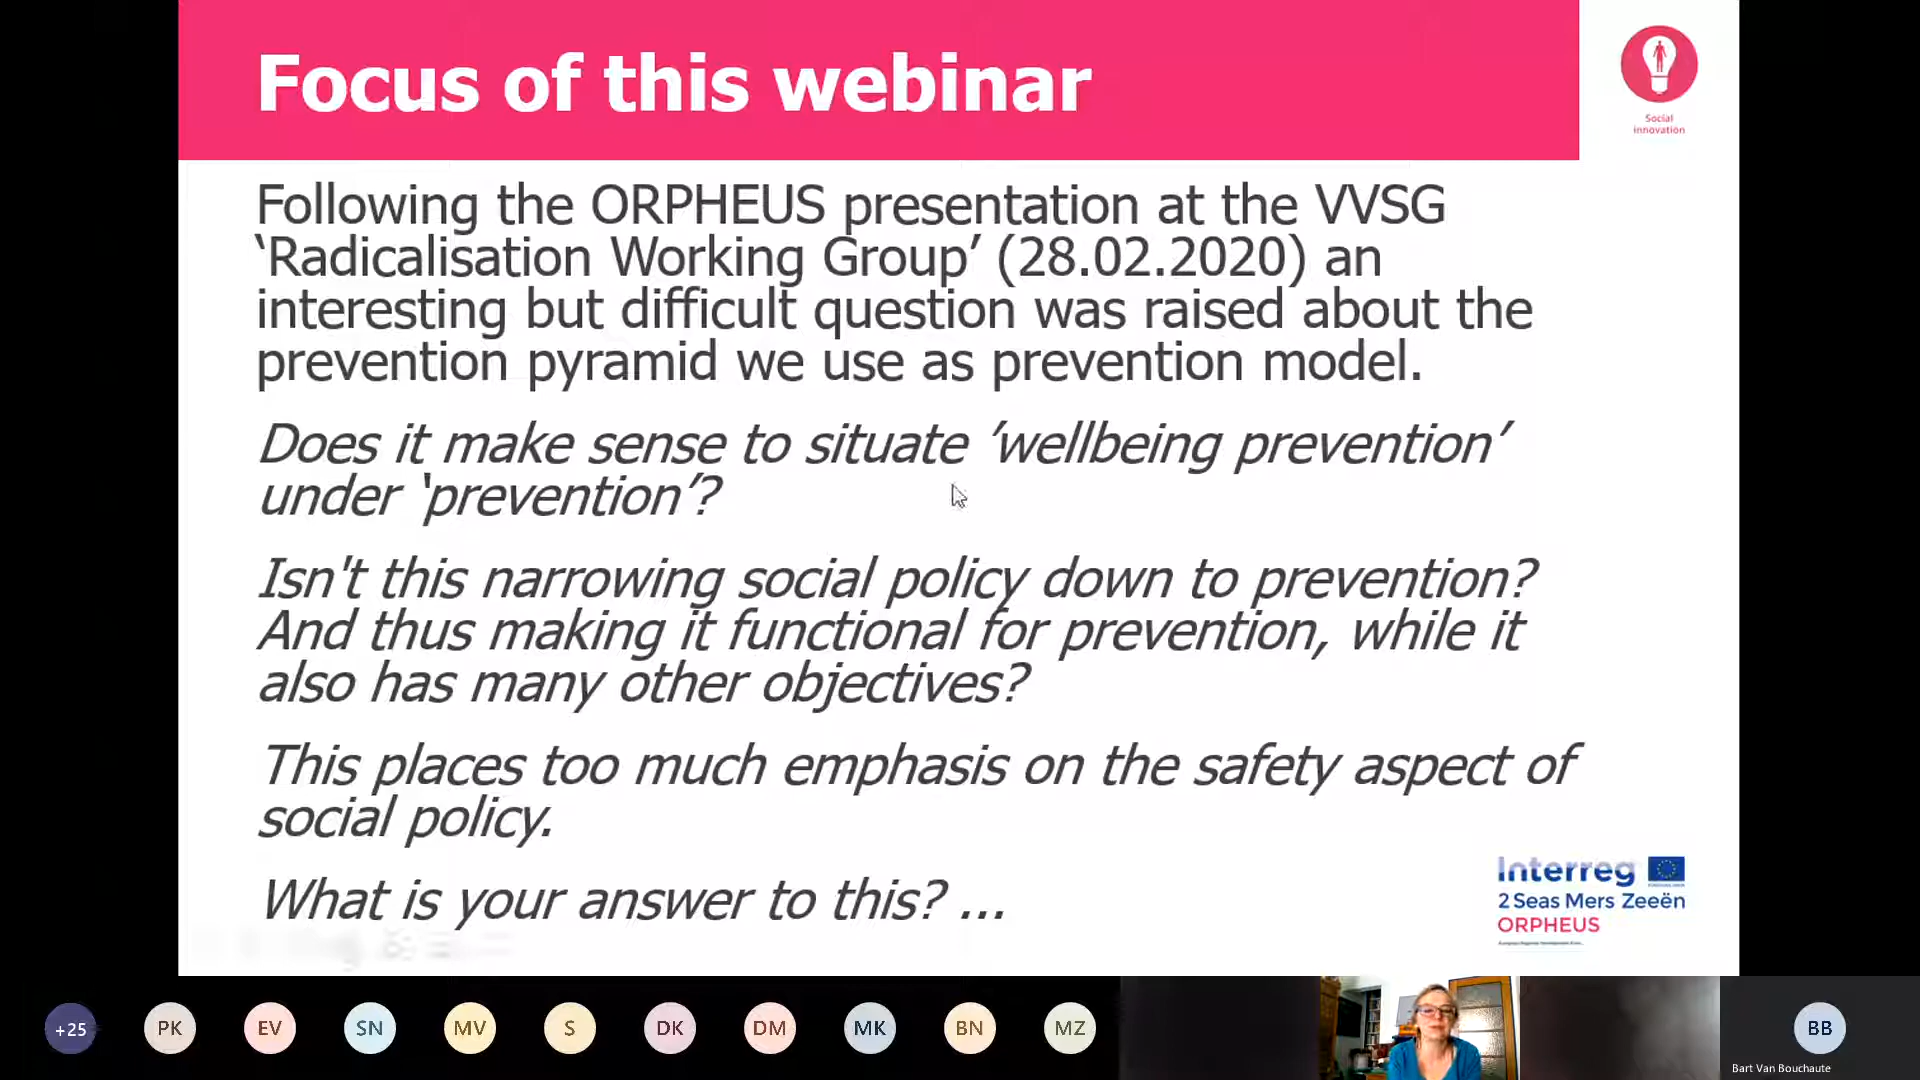 Focus of this webinar
Social
innovation
Following the ORPHEUS presentation at the VVSG
‘Radicalisation Working Group’ (28.02.2020) an
interesting but difficult question was raised about the
prevention pyramid we use as prevention model.
Does it make sense to situate ’wellbeing prevention’
under ‘prevention’?
Isn't this narrowing social policy down to prevention?
And thus making it functional for prevention, while it
also has many other objectives?
This places too much emphasis on the safety aspect of
social policy.
What is your answer to this? ...
Interreg
2 Seas Mers Zeeën
ORPHEUS
+25 PK EV SN MV S DK DM MK BN MZ BB
Bart Van Bouchaute